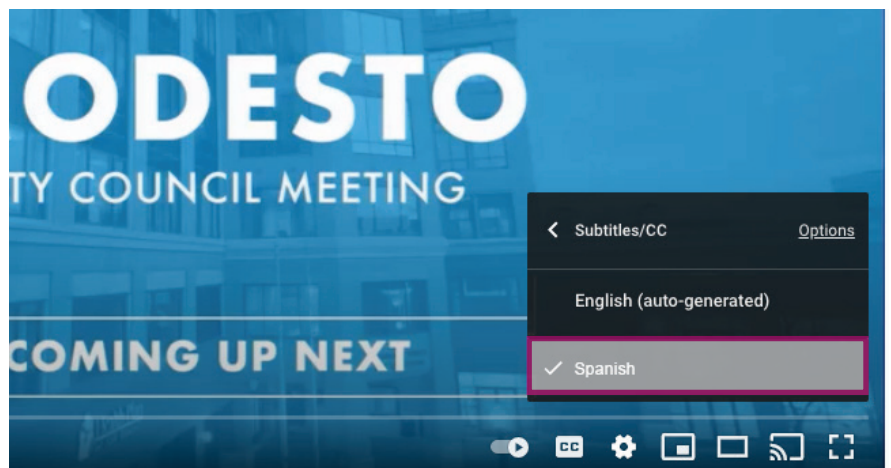 ODESTO
TY COUNCIL MEETING
Subtitles/CC Options
English (auto-generated)
COMING UP NEXT
Spanish
CC